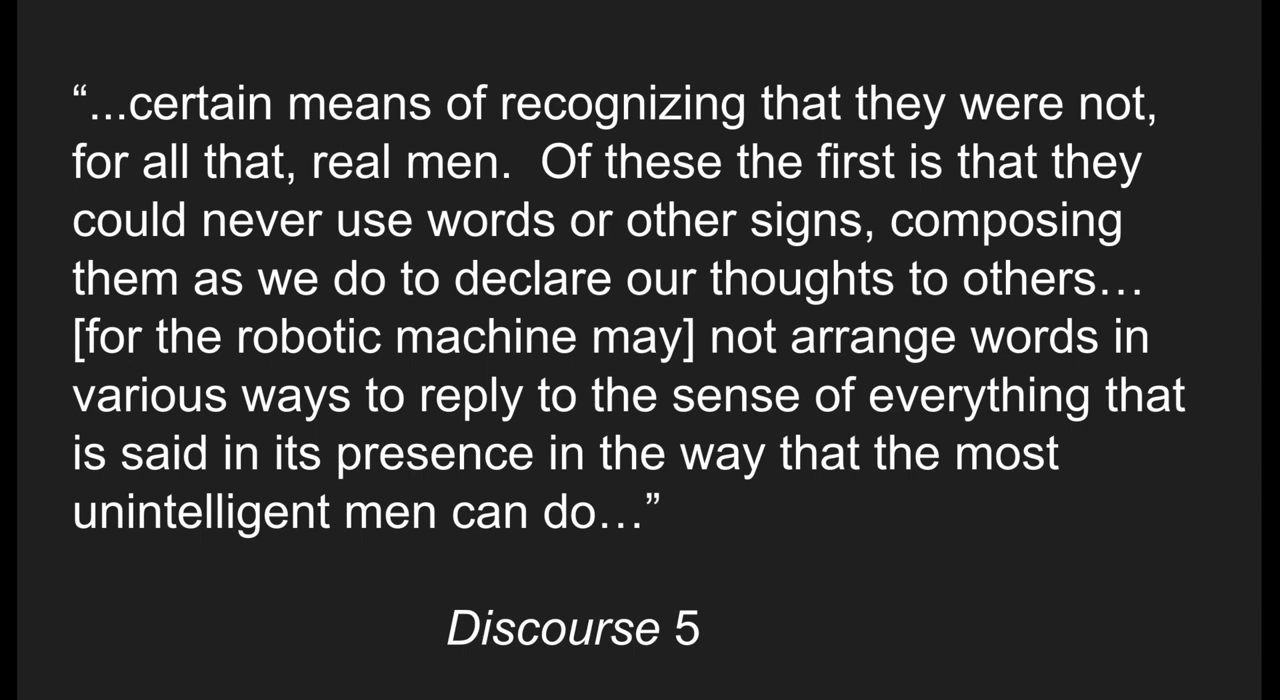 “...certain means of recognizing that they were not,
for all that, real men.  Of these the first is that they
could never use words or other signs, composing
them as we do to declare our thoughts to others…
[for the robotic machine may] not arrange words in
various ways to reply to the sense of everything that
is said in its presence in the way that the most
unintelligent men can do…”
Discourse 5